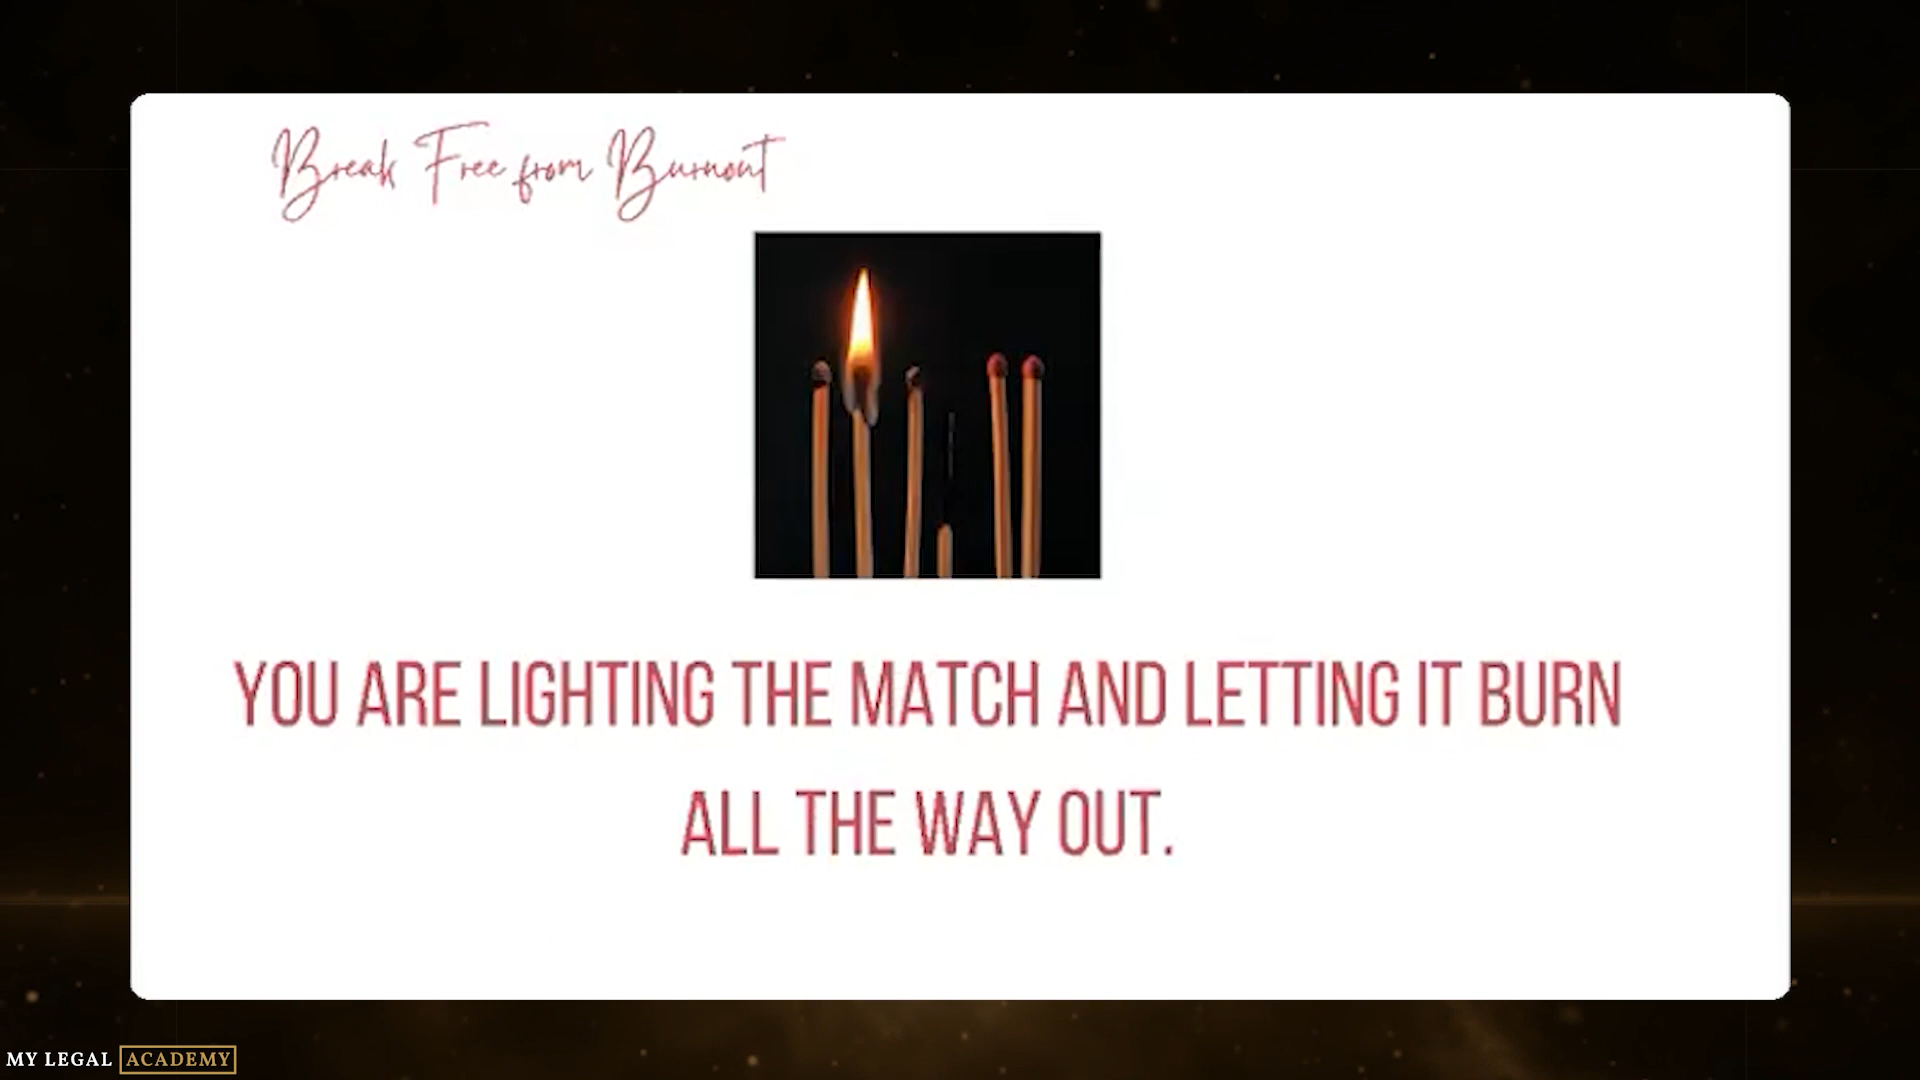 Break Free from Burnout
YOU ARE LIGHTING THE MATCH AND LETTING IT BURN
ALL THE WAY OUT.
MY LEGAL ACADEMY